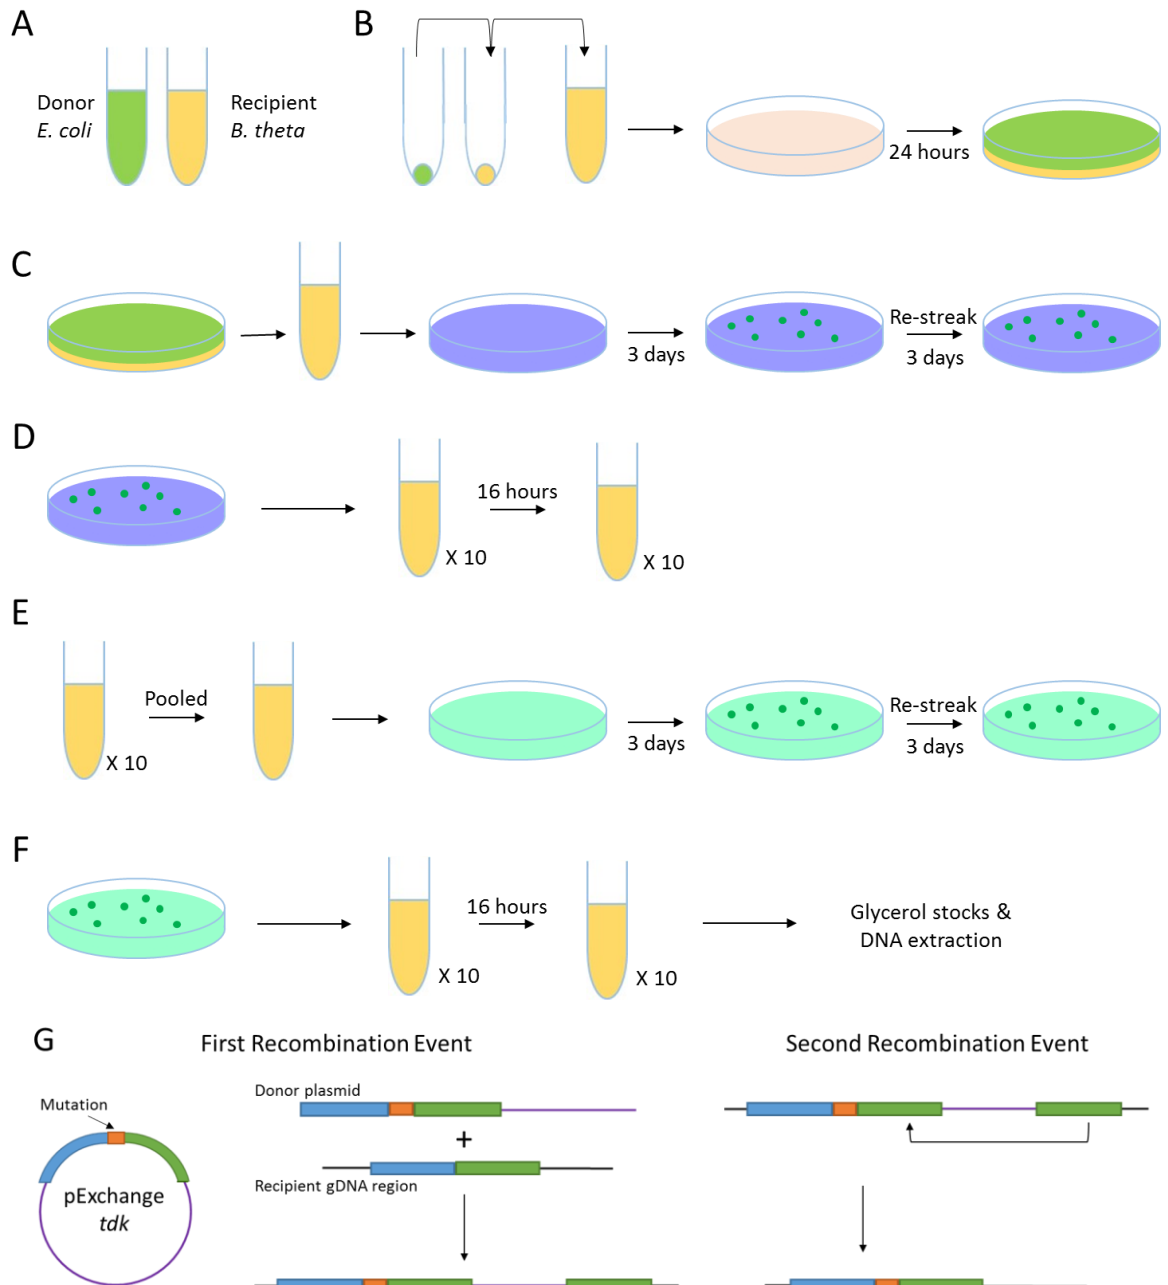 A
B
Donor
E. coli
Recipient
B. theta
24 hours
C
3 days
Re-streak
3 days
D
16 hours
X 10
X 10
E
Pooled
X 10
3 days
Re-streak
3 days
F
16 hours
X 10
X 10
Glycerol stocks &
DNA extraction
G
First Recombination Event
Second Recombination Event
Mutation
pExchange
tdk
Donor plasmid
+
Recipient gDNA region